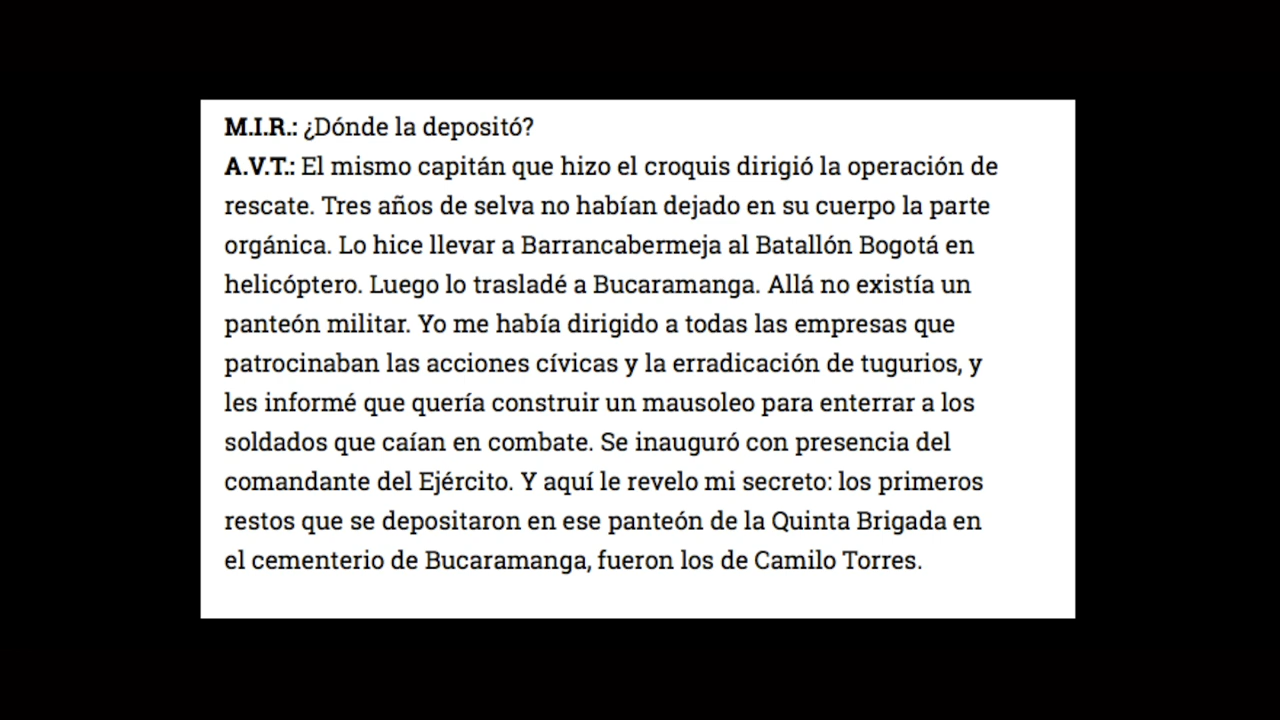 M.I.R.: ¿Dónde la depositó?
A.V.T.: El mismo capitán que hizo el croquis dirigió la operación de
rescate. Tres años de selva no habían dejado en su cuerpo la parte
orgánica. Lo hice llevar a Barrancabermeja al Batallón Bogotá en
helicóptero. Luego lo trasladé a Bucaramanga. Allá no existía un
panteón militar. Yo me había dirigido a todas las empresas que
patrocinaban las acciones cívicas y la erradicación de tugurios, y
les informé que quería construir un mausoleo para enterrar a los
soldados que caían en combate. Se inauguró con presencia del
comandante del Ejército. Y aquí le revelo mi secreto: los primeros
restos que se depositaron en ese panteón de la Quinta Brigada en
el cementerio de Bucaramanga, fueron los de Camilo Torres.